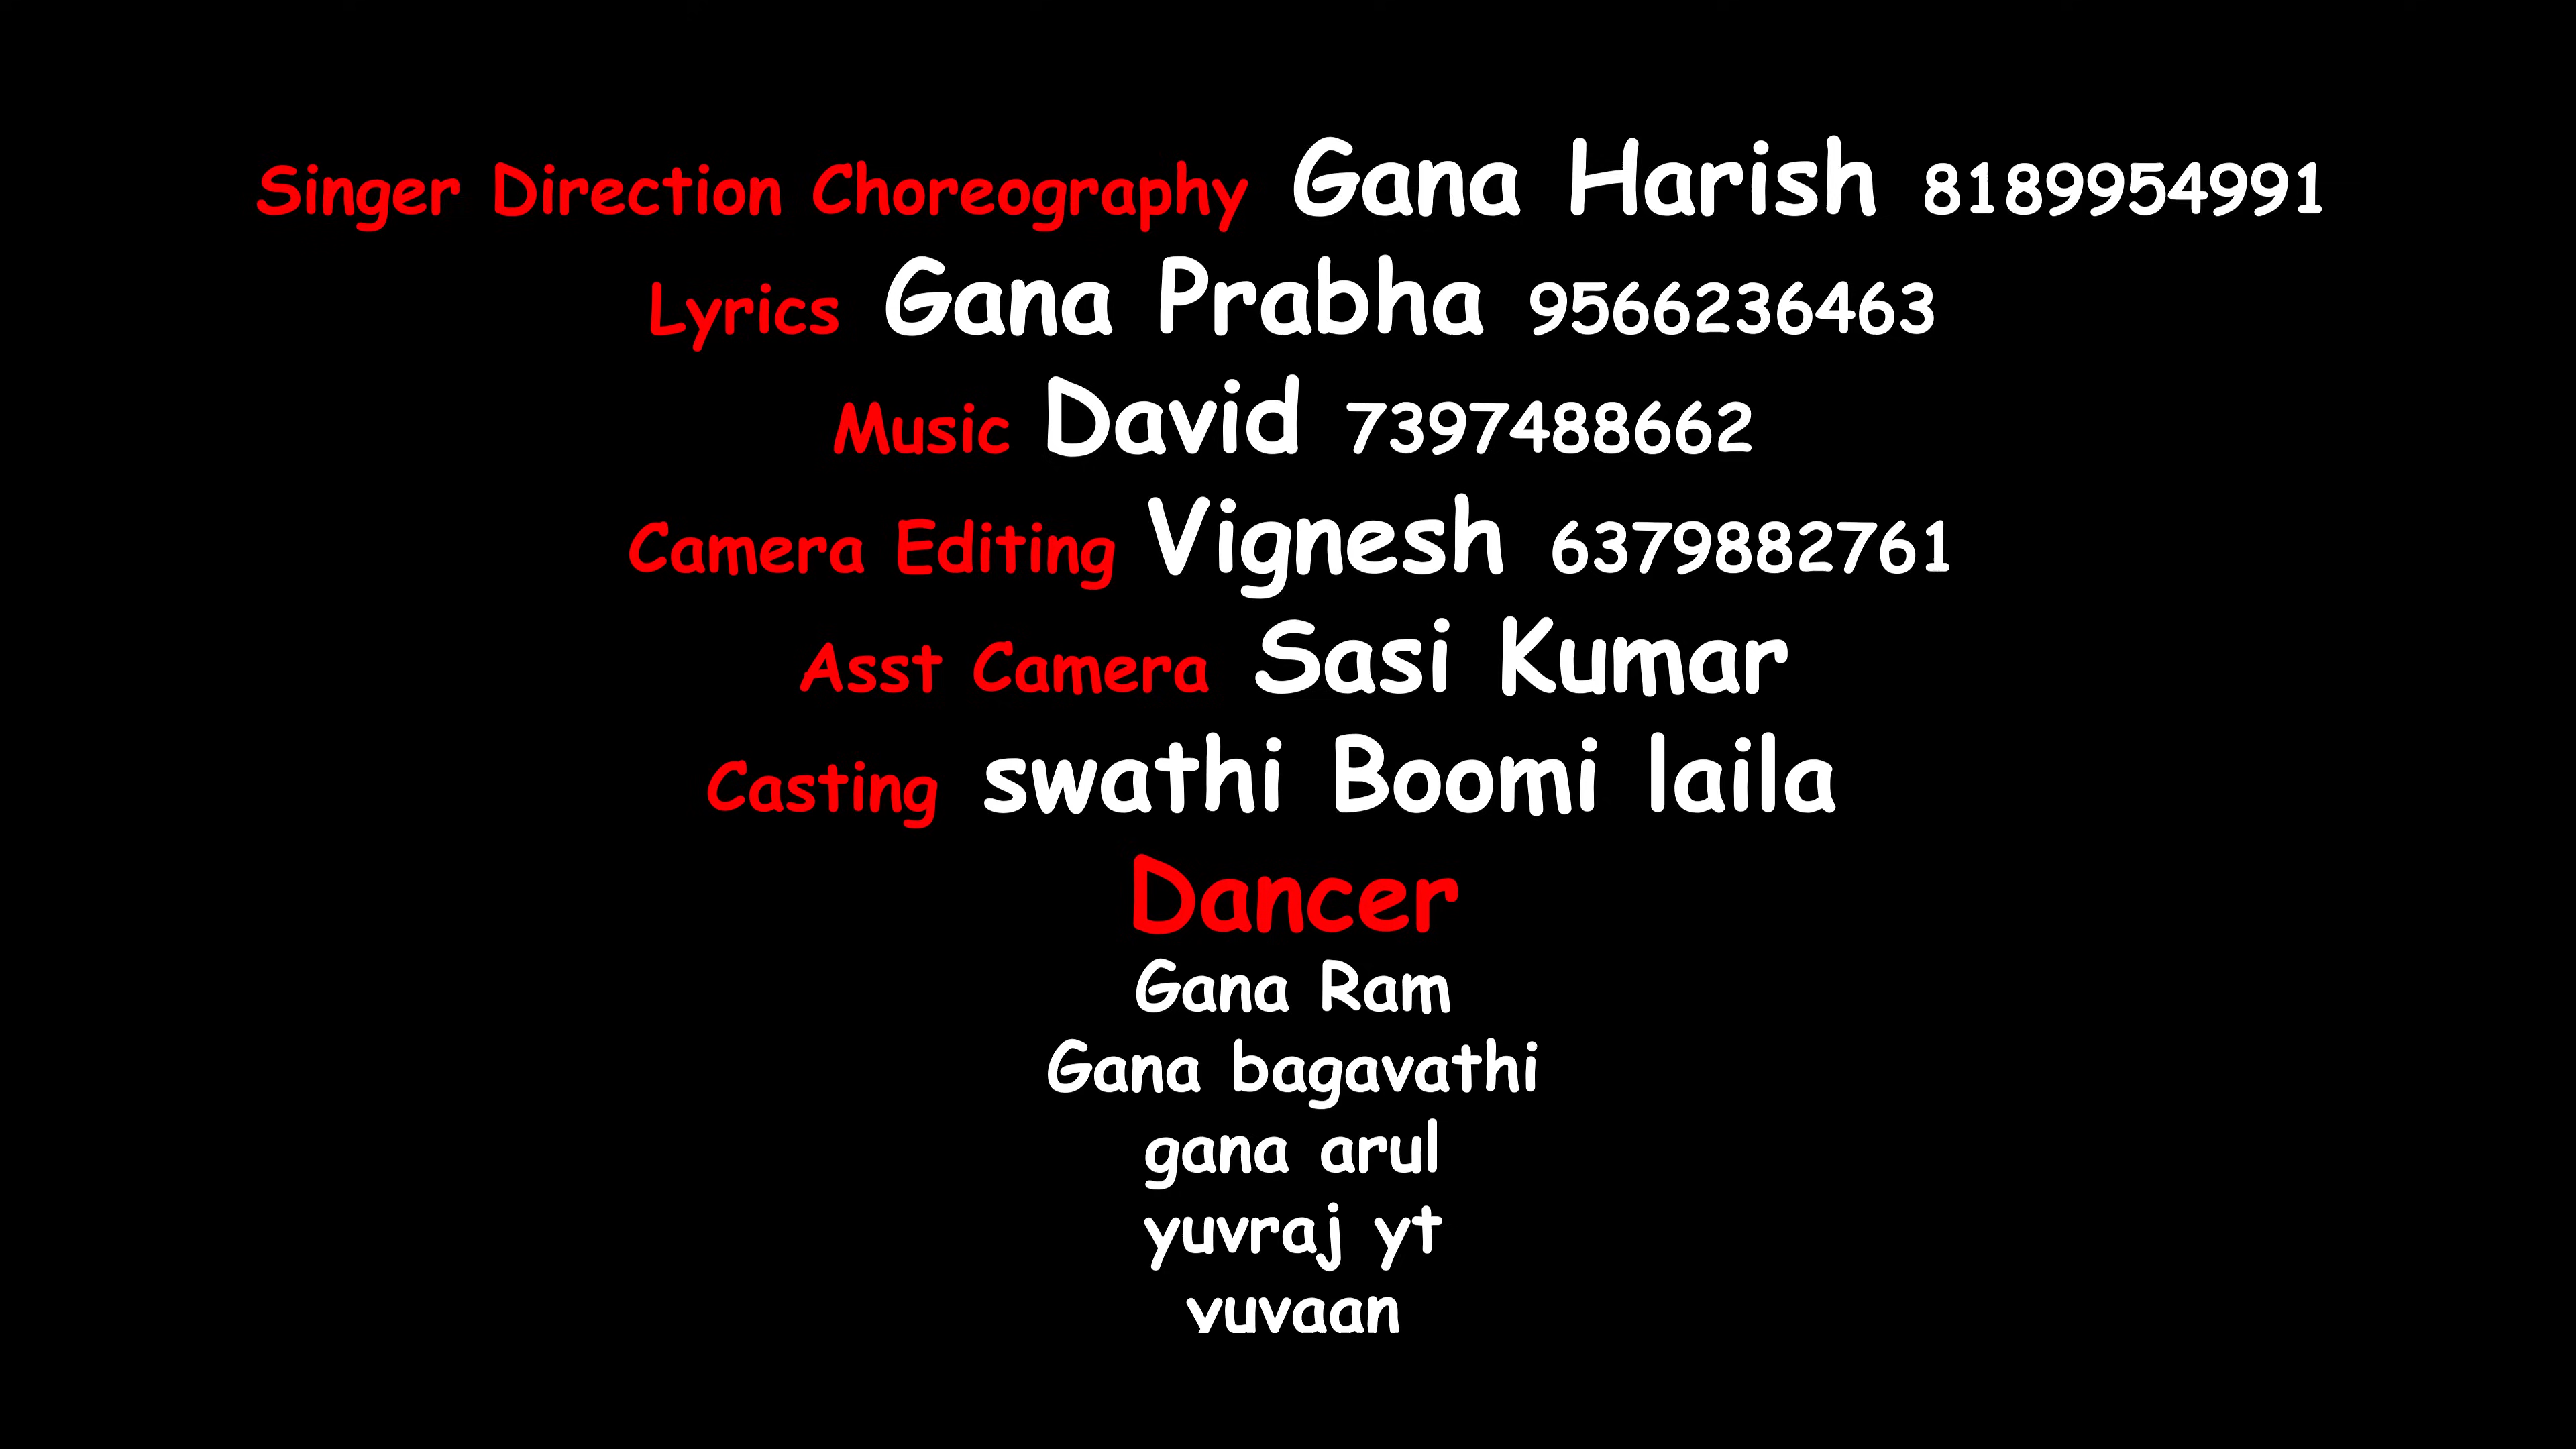 Singer Direction Choreography Gana Harish 8189954991
Lyrics Gana Prabha 9566236463
Music David 7397488662
Camera Editing Vignesh 6379882761
Asst Camera Sasi Kumar
Casting swathi Boomi laila
Dancer
Gana Ram
Gana bagavathi
gana arul
yuvraj yt
yuvaan